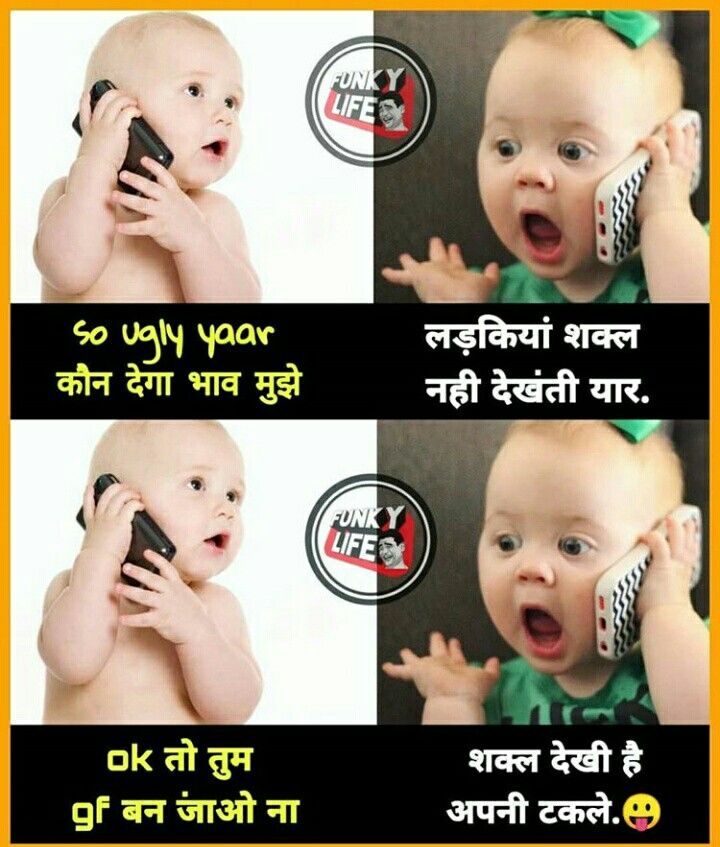 FUNKY
LIFE
so ugly yaar
कौन देगा भाव मुझे
लड़कियां शक्ल
नही देखंती यार.
FUNKY
LIFE
ok तो तुम
gf बन जाओ ना
शक्ल देखी है
अपनी टकले.😛